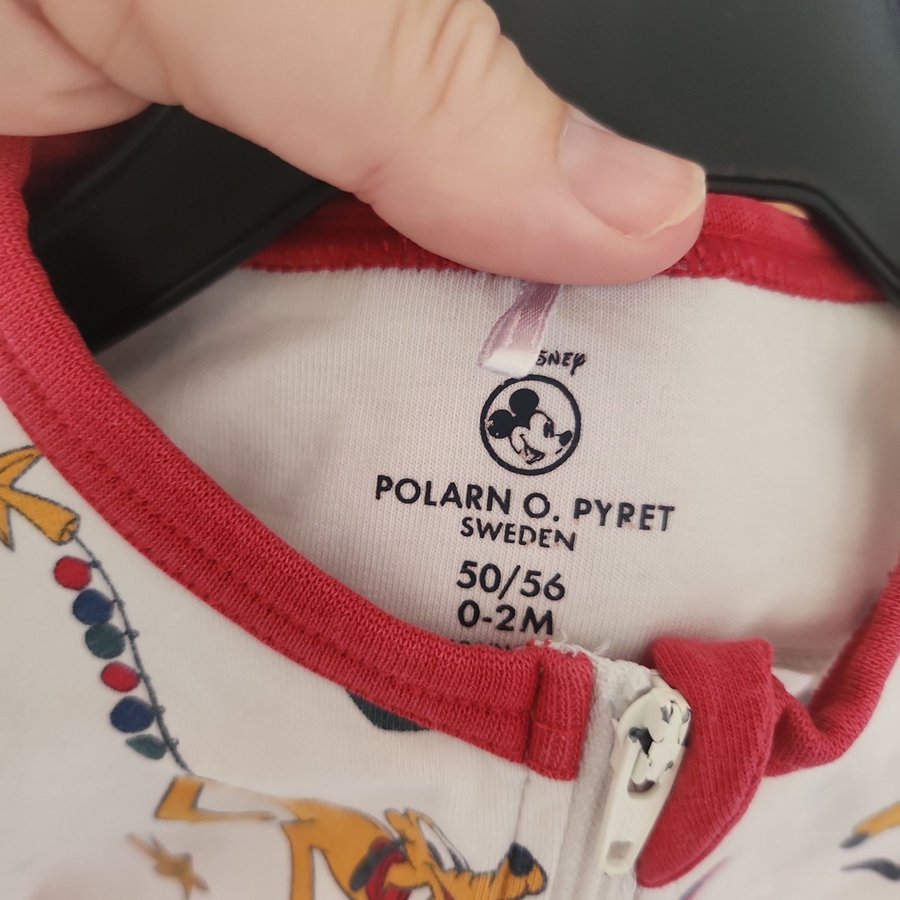 POLARN O. PYRET
SWEDEN
50/56
0-2M